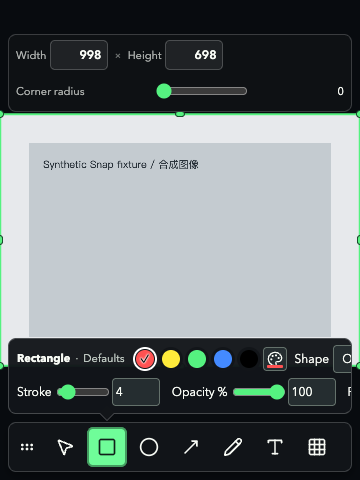 Width 998 × Height 698
Corner radius 0
Synthetic Snap fixture / 合成图像
Rectangle · Defaults Shape
Stroke 4 Opacity % 100
T